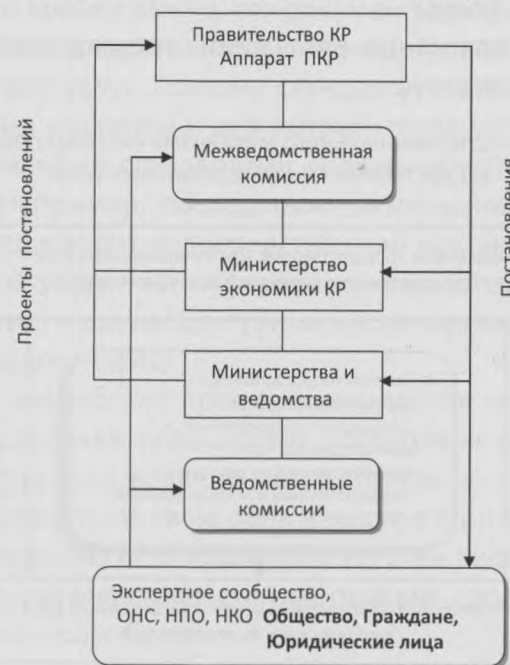 Правительство КР
Аппарат ПКР
Межведомственная
комиссия
Проекты постановлений
Постановления
Министерство
экономики КР
Министерства и
ведомства
Ведомственные
комиссии
Экспертное сообщество,
ОНС, НПО, НКО Общество, Граждане,
Юридические лица